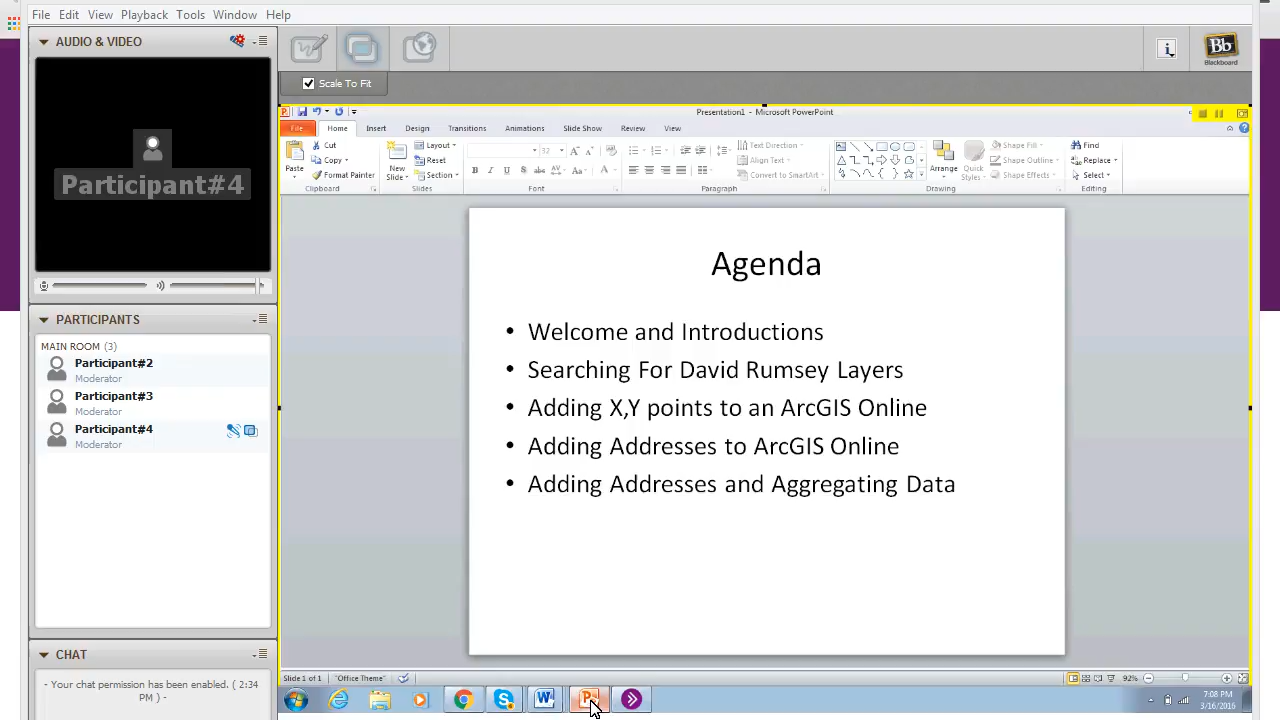 File Edit View Playback Tools Window Help
AUDIO & VIDEO
Participant#4
PARTICIPANTS
MAIN ROOM (3)
Participant#2
Moderator
Participant#3
Moderator
Participant#4
Moderator
CHAT
- Your chat permission has been enabled. ( 2:34
PM ) -
Bb
Blackboard
Scale To Fit
Presentation1 - Microsoft PowerPoint
File Home Insert Design Transitions Animations Slide Show Review View
Paste
Cut
Copy
Format Painter
Clipboard
New
Slide
Layout
Reset
Section
Slides
32
Font
Text Direction
Align Text
Convert to SmartArt
Paragraph
Arrange
Quick
Styles
Shape Fill
Shape Outline
Shape Effects
Drawing
Find
Replace
Select
Editing
Agenda
• Welcome and Introductions
• Searching For David Rumsey Layers
• Adding X,Y points to an ArcGIS Online
• Adding Addresses to ArcGIS Online
• Adding Addresses and Aggregating Data
Slide 1 of 1 "Office Theme" 92%
7:08 PM
3/16/2016